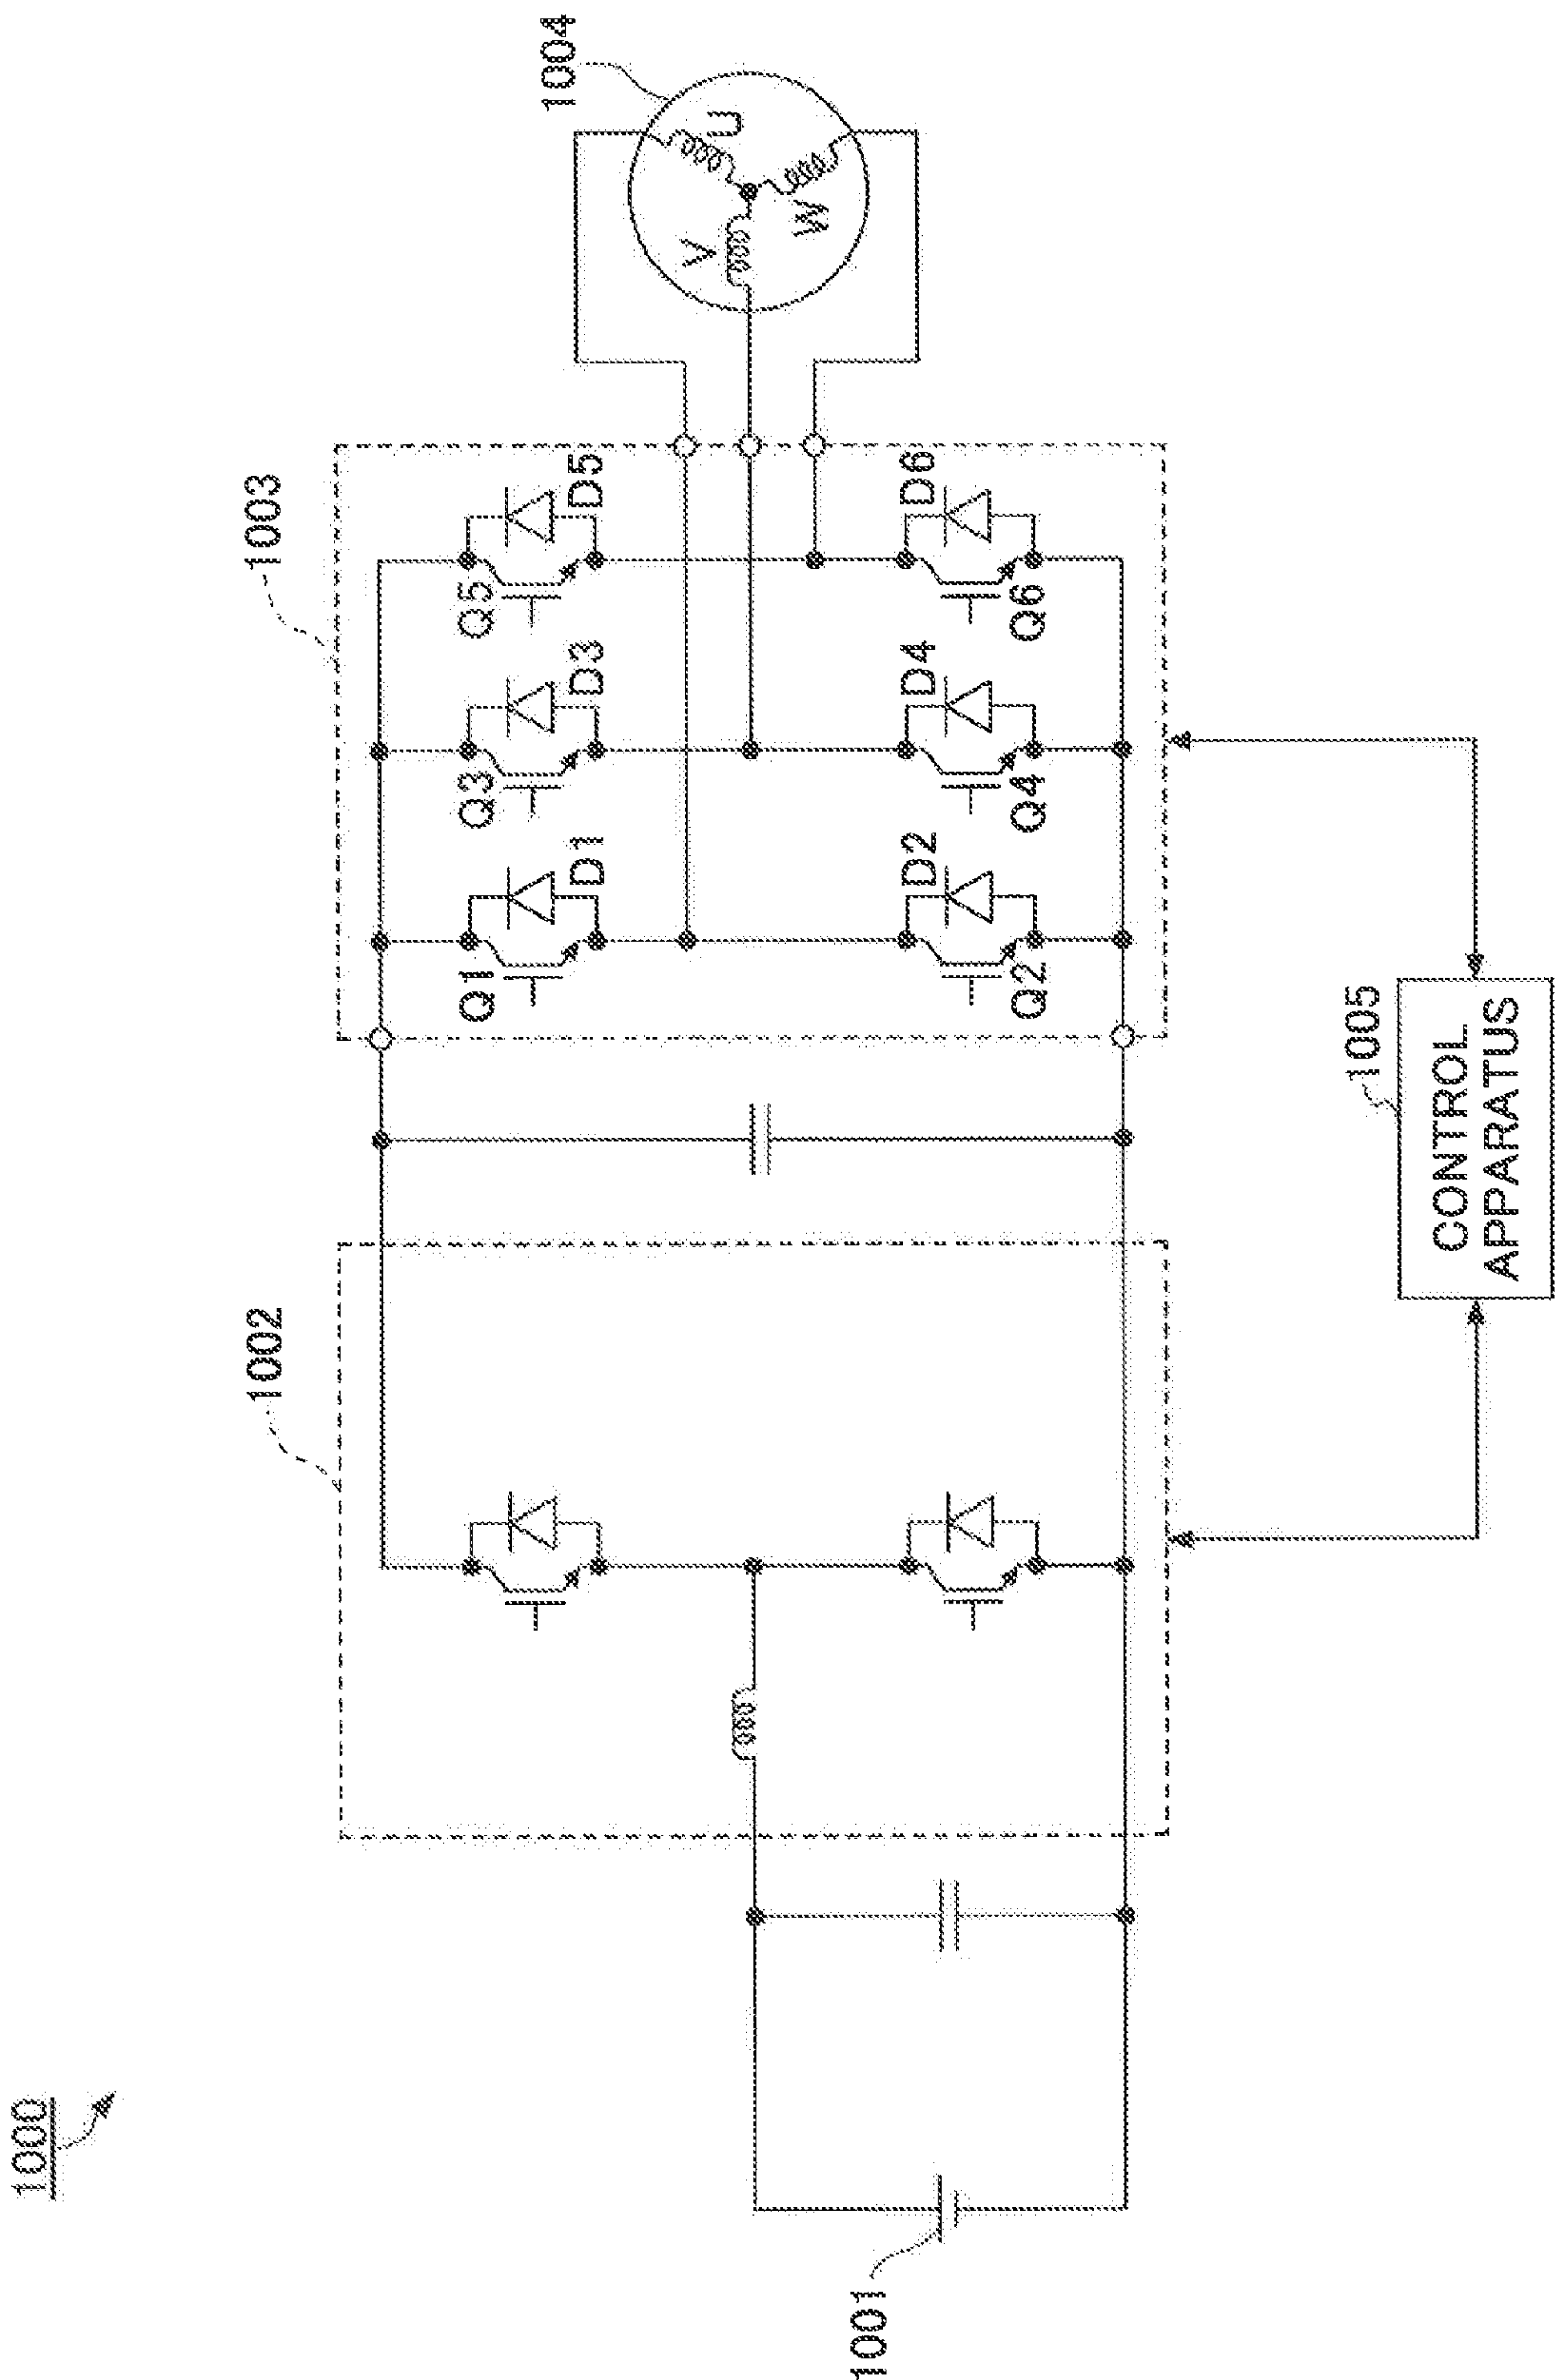 1000
1001
1002
1003
1004
Q1
D1
Q3
D3
Q5
D5
Q2
D2
Q4
D4
Q6
D6
U
V
W
1005
CONTROL
APPARATUS